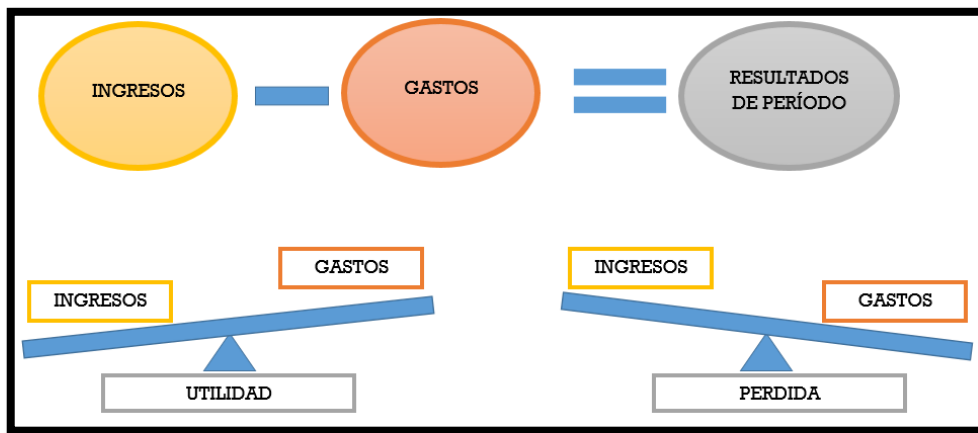 INGRESOS
GASTOS
RESULTADOS
DE PERÍODO
INGRESOS
GASTOS
UTILIDAD
INGRESOS
GASTOS
PERDIDA